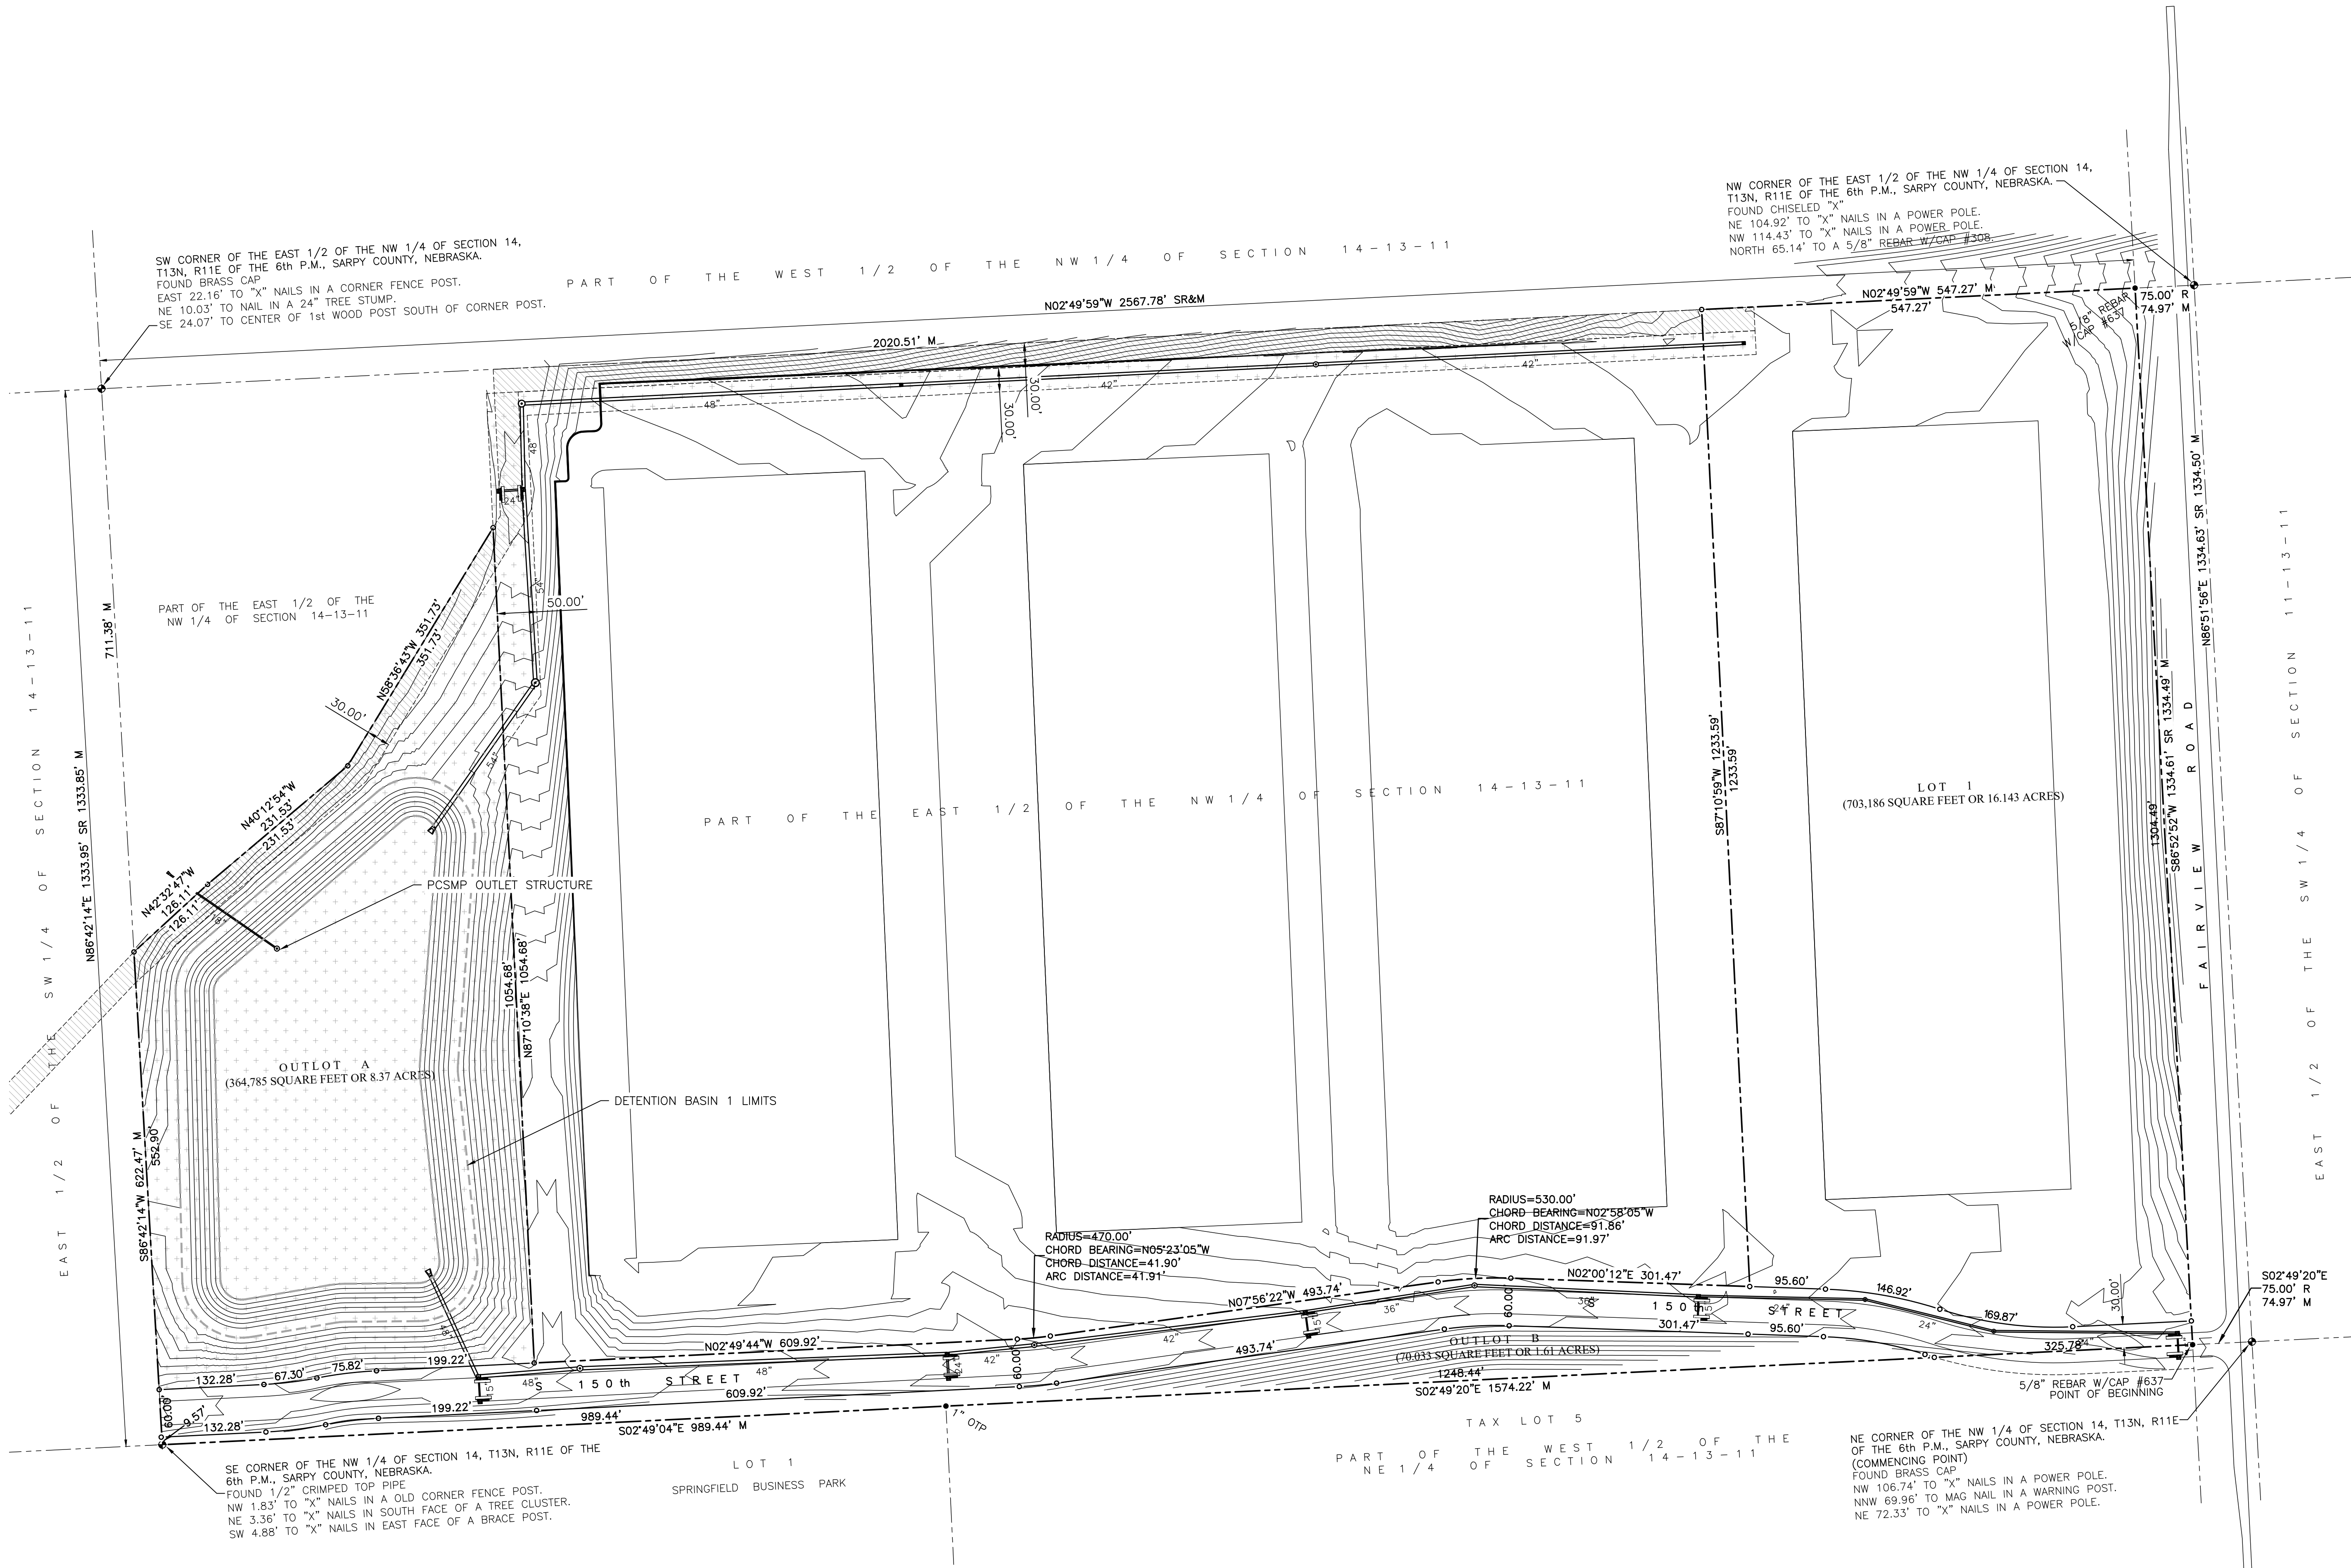 NW CORNER OF THE EAST 1/2 OF THE NW 1/4 OF SECTION 14,
T13N, R11E OF THE 6th P.M., SARPY COUNTY, NEBRASKA.
FOUND CHISELED "X"
NE 104.92' TO "X" NAILS IN A POWER POLE.
NW 114.43' TO "X" NAILS IN A POWER POLE.
NORTH 65.14' TO A 5/8" REBAR W/CAP #308.
SW CORNER OF THE EAST 1/2 OF THE NW 1/4 OF SECTION 14,
T13N, R11E OF THE 6th P.M., SARPY COUNTY, NEBRASKA.
FOUND BRASS CAP
EAST 22.16' TO "X" NAILS IN A CORNER FENCE POST.
NE 10.03' TO NAIL IN A 24" TREE STUMP.
SE 24.07' TO CENTER OF 1st WOOD POST SOUTH OF CORNER POST.
PART OF THE WEST 1/2 OF THE NW 1/4 OF SECTION 14-13-11
N02°49'59"W 2567.78' SR&M
N02°49'59"W 547.27' M
547.27'
75.00' R
74.97' M
5/8" REBAR
W/CAP #637
2020.51' M
30.00'
30.00'
48"
42"
42"
48"
24"
54"
50.00'
54"
PART OF THE EAST 1/2 OF THE
NW 1/4 OF SECTION 14-13-11
711.38' M
N58°36'43"W 351.73'
351.73'
30.00'
N40°12'54"W
231.53'
231.53'
N42°32'47"W
126.11'
126.11'
18"
PCSMP OUTLET STRUCTURE
N86°42'14"E 1333.95' SR 1333.85' M
EAST 1/2 OF THE SW 1/4 OF SECTION 14-13-11
PART OF THE EAST 1/2 OF THE NW 1/4 OF SECTION 14-13-11
S87°10'59"W 1233.59'
1233.59'
LOT 1
(703,186 SQUARE FEET OR 16.143 ACRES)
1304.49'
S86°52'52"W 1334.61' SR 1334.49' M
N86°51'56"E 1334.63' SR 1334.50' M
FAIRVIEW ROAD
EAST 1/2 OF THE SW 1/4 OF SECTION 11-13-11
1054.68'
N87°10'38"E 1054.68'
OUTLOT A
(364,785 SQUARE FEET OR 8.37 ACRES)
DETENTION BASIN 1 LIMITS
S86°42'14"W 622.47' M
552.90'
RADIUS=470.00'
CHORD BEARING=N05°23'05"W
CHORD DISTANCE=41.90'
ARC DISTANCE=41.91'
RADIUS=530.00'
CHORD BEARING=N02°58'05"W
CHORD DISTANCE=91.86'
ARC DISTANCE=91.97'
N02°00'12"E 301.47'
95.60'
146.92'
169.87'
30.00'
S02°49'20"E
75.00' R
74.97' M
N07°56'22"W 493.74'
36"
60.00'
S 150th STREET
36"
15"
24"
24"
15"
N02°49'44"W 609.92'
42"
42"
60.00'
493.74'
301.47'
95.60'
325.78'
OUTLOT B
(70,033 SQUARE FEET OR 1.61 ACRES)
1248.44'
S02°49'20"E 1574.22' M
132.28'
67.30'
75.82'
199.22'
48"
48"
15"
S 150th STREET
48"
24"
609.92'
60.00'
9.57'
132.28'
199.22'
989.44'
S02°49'04"E 989.44' M
1" OTP
5/8" REBAR W/CAP #637
POINT OF BEGINNING
TAX LOT 5
PART OF THE WEST 1/2 OF THE
NE 1/4 OF SECTION 14-13-11
LOT 1
SPRINGFIELD BUSINESS PARK
SE CORNER OF THE NW 1/4 OF SECTION 14, T13N, R11E OF THE
6th P.M., SARPY COUNTY, NEBRASKA.
FOUND 1/2" CRIMPED TOP PIPE
NW 1.83' TO "X" NAILS IN A OLD CORNER FENCE POST.
NE 3.36' TO "X" NAILS IN SOUTH FACE OF A TREE CLUSTER.
SW 4.88' TO "X" NAILS IN EAST FACE OF A BRACE POST.
NE CORNER OF THE NW 1/4 OF SECTION 14, T13N, R11E
OF THE 6th P.M., SARPY COUNTY, NEBRASKA.
(COMMENCING POINT)
FOUND BRASS CAP
NW 106.74' TO "X" NAILS IN A POWER POLE.
NNW 69.96' TO MAG NAIL IN A WARNING POST.
NE 72.33' TO "X" NAILS IN A POWER POLE.